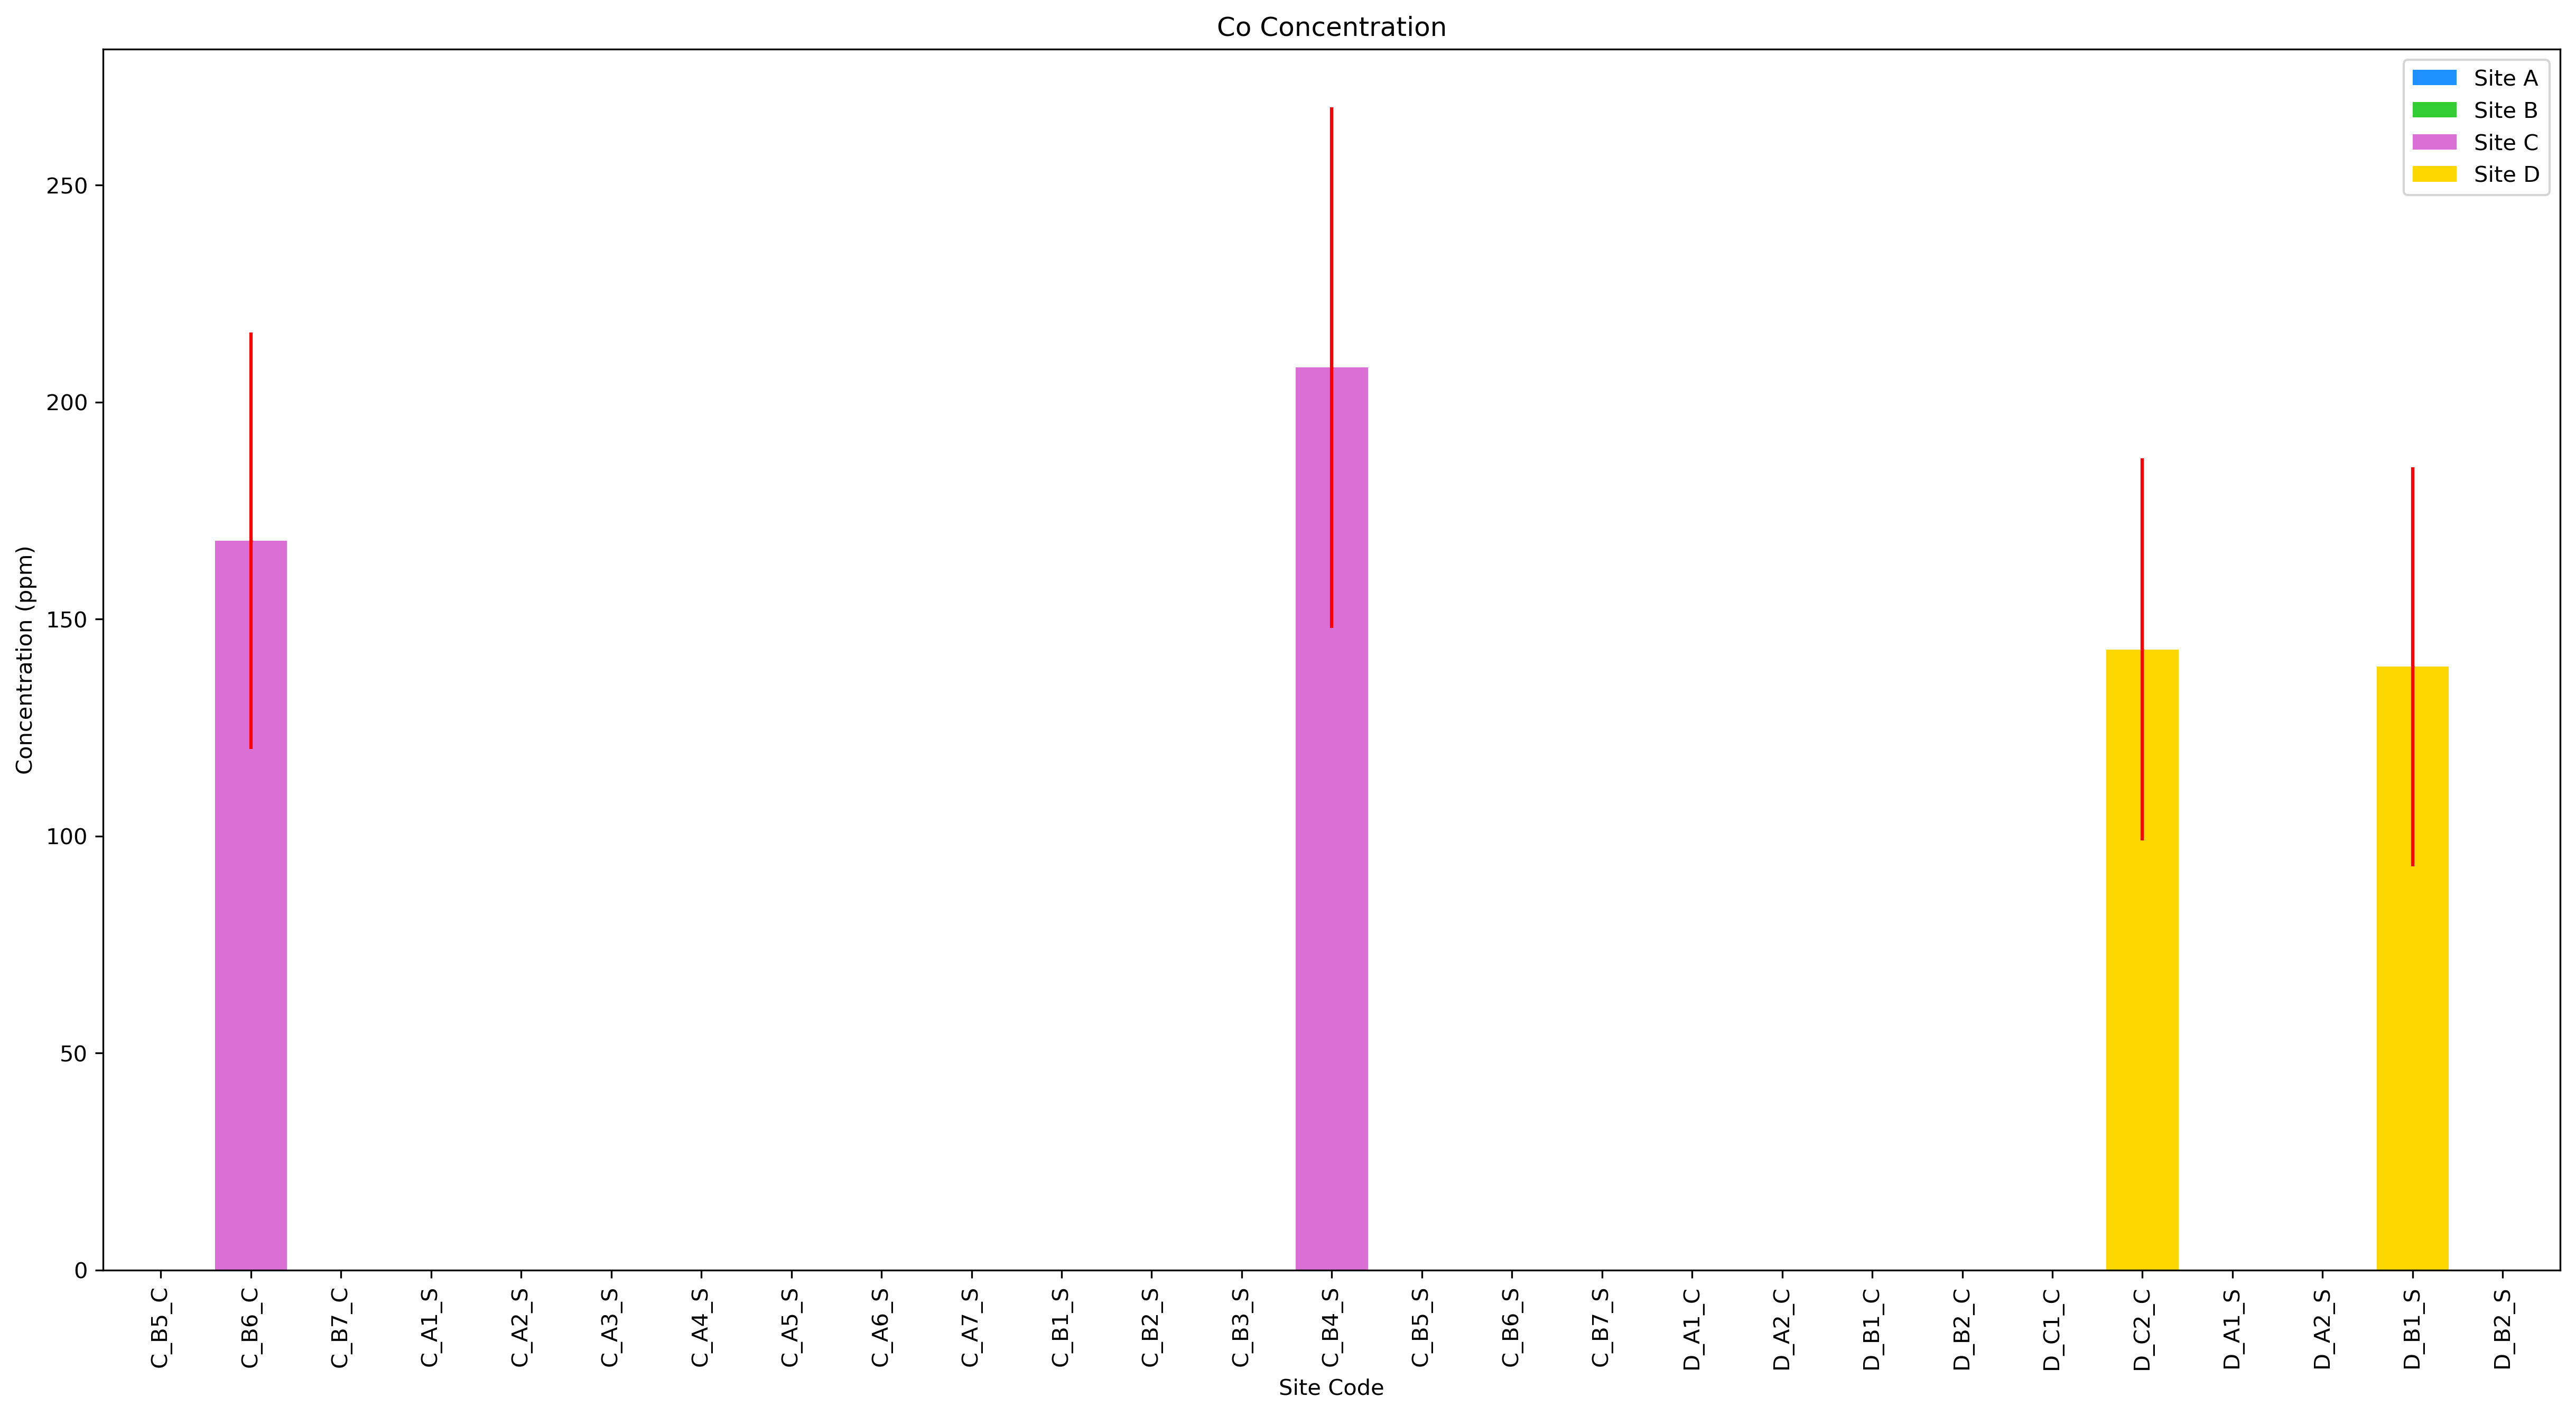 Co Concentration
Site A
Site B
Site C
Site D
Concentration (ppm)
250
200
150
100
50
0
C_B5_C
C_B6_C
C_B7_C
C_A1_S
C_A2_S
C_A3_S
C_A4_S
C_A5_S
C_A6_S
C_A7_S
C_B1_S
C_B2_S
C_B3_S
C_B4_S
C_B5_S
C_B6_S
C_B7_S
D_A1_C
D_A2_C
D_B1_C
D_B2_C
D_C1_C
D_C2_C
D_A1_S
D_A2_S
D_B1_S
D_B2_S
Site Code